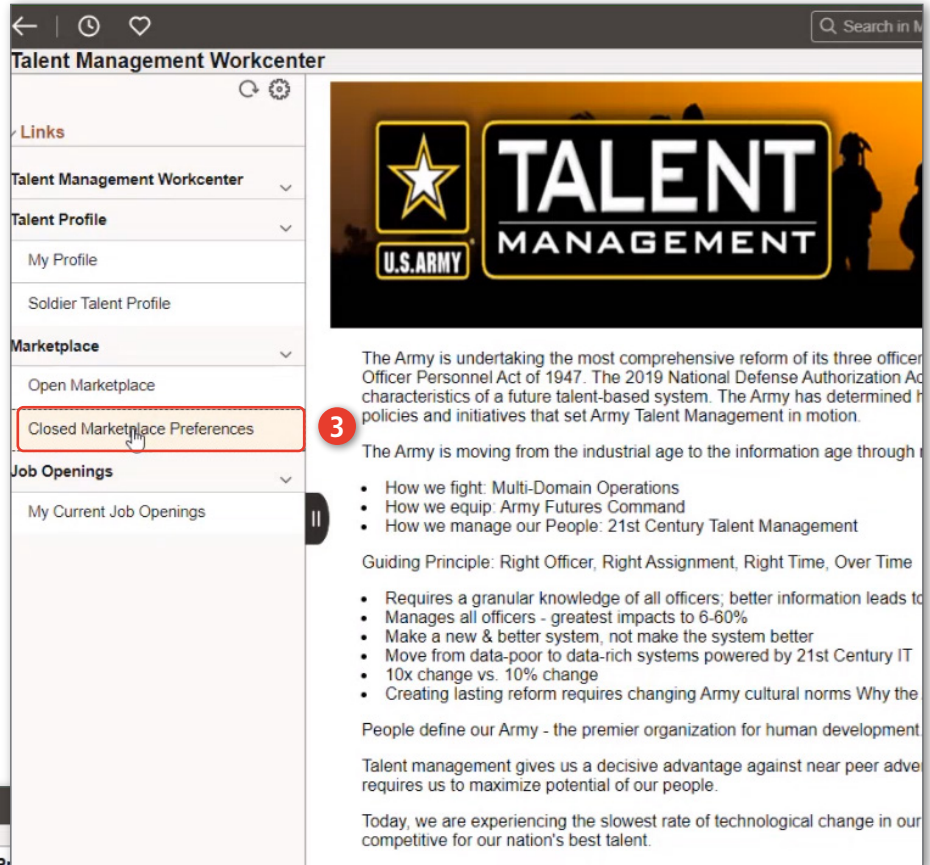 Search in M
Talent Management Workcenter
Links
Talent Management Workcenter
Talent Profile
My Profile
Soldier Talent Profile
Marketplace
Open Marketplace
Closed Marketplace Preferences
3
Job Openings
My Current Job Openings
U.S.ARMY
TALENT
MANAGEMENT
The Army is undertaking the most comprehensive reform of its three officer
Officer Personnel Act of 1947. The 2019 National Defense Authorization Ac
characteristics of a future talent-based system. The Army has determined h
policies and initiatives that set Army Talent Management in motion.
The Army is moving from the industrial age to the information age through
• How we fight: Multi-Domain Operations
• How we equip: Army Futures Command
• How we manage our People: 21st Century Talent Management
Guiding Principle: Right Officer, Right Assignment, Right Time, Over Time
• Requires a granular knowledge of all officers; better information leads to
• Manages all officers - greatest impacts to 6-60%
• Make a new & better system, not make the system better
• Move from data-poor to data-rich systems powered by 21st Century IT
• 10x change vs. 10% change
• Creating lasting reform requires changing Army cultural norms Why the
People define our Army - the premier organization for human development.
Talent management gives us a decisive advantage against near peer adve
requires us to maximize potential of our people.
Today, we are experiencing the slowest rate of technological change in our
competitive for our nation's best talent.